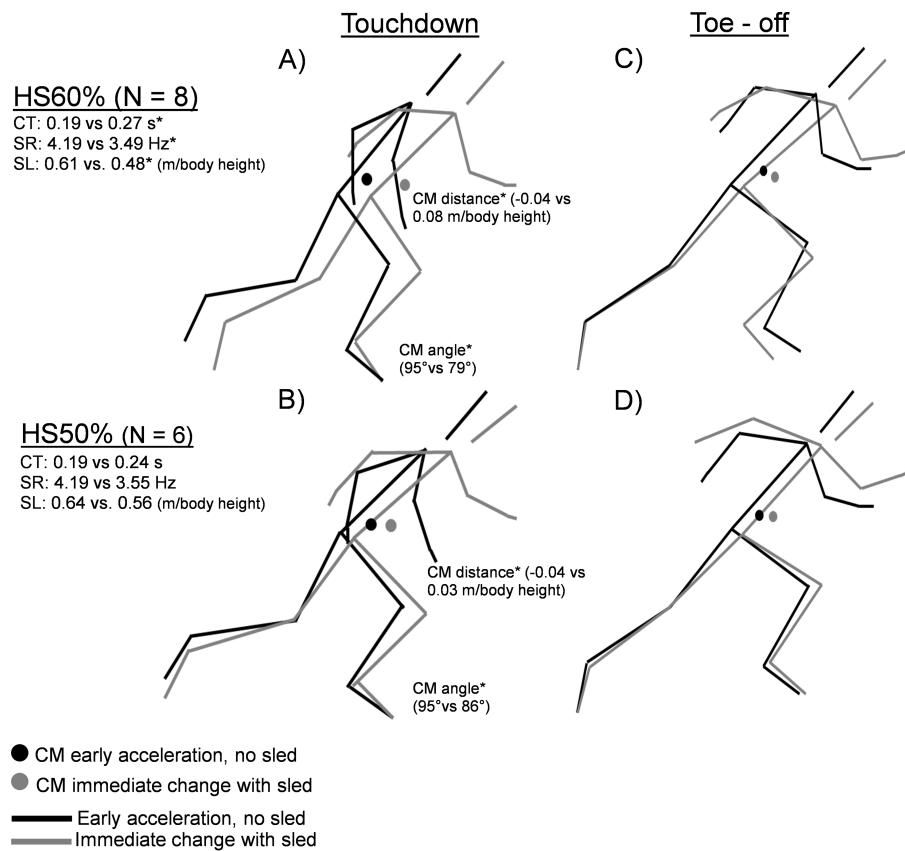 Touchdown
Toe - off
A)
C)
HS60% (N = 8)
CT: 0.19 vs 0.27 s*
SR: 4.19 vs 3.49 Hz*
SL: 0.61 vs. 0.48* (m/body height)
CM distance* (-0.04 vs
0.08 m/body height)
CM angle*
(95°vs 79°)
B)
D)
HS50% (N = 6)
CT: 0.19 vs 0.24 s
SR: 4.19 vs 3.55 Hz
SL: 0.64 vs. 0.56 (m/body height)
CM distance* (-0.04 vs
0.03 m/body height)
CM angle*
(95°vs 86°)
CM early acceleration, no sled
CM immediate change with sled
Early acceleration, no sled
Immediate change with sled